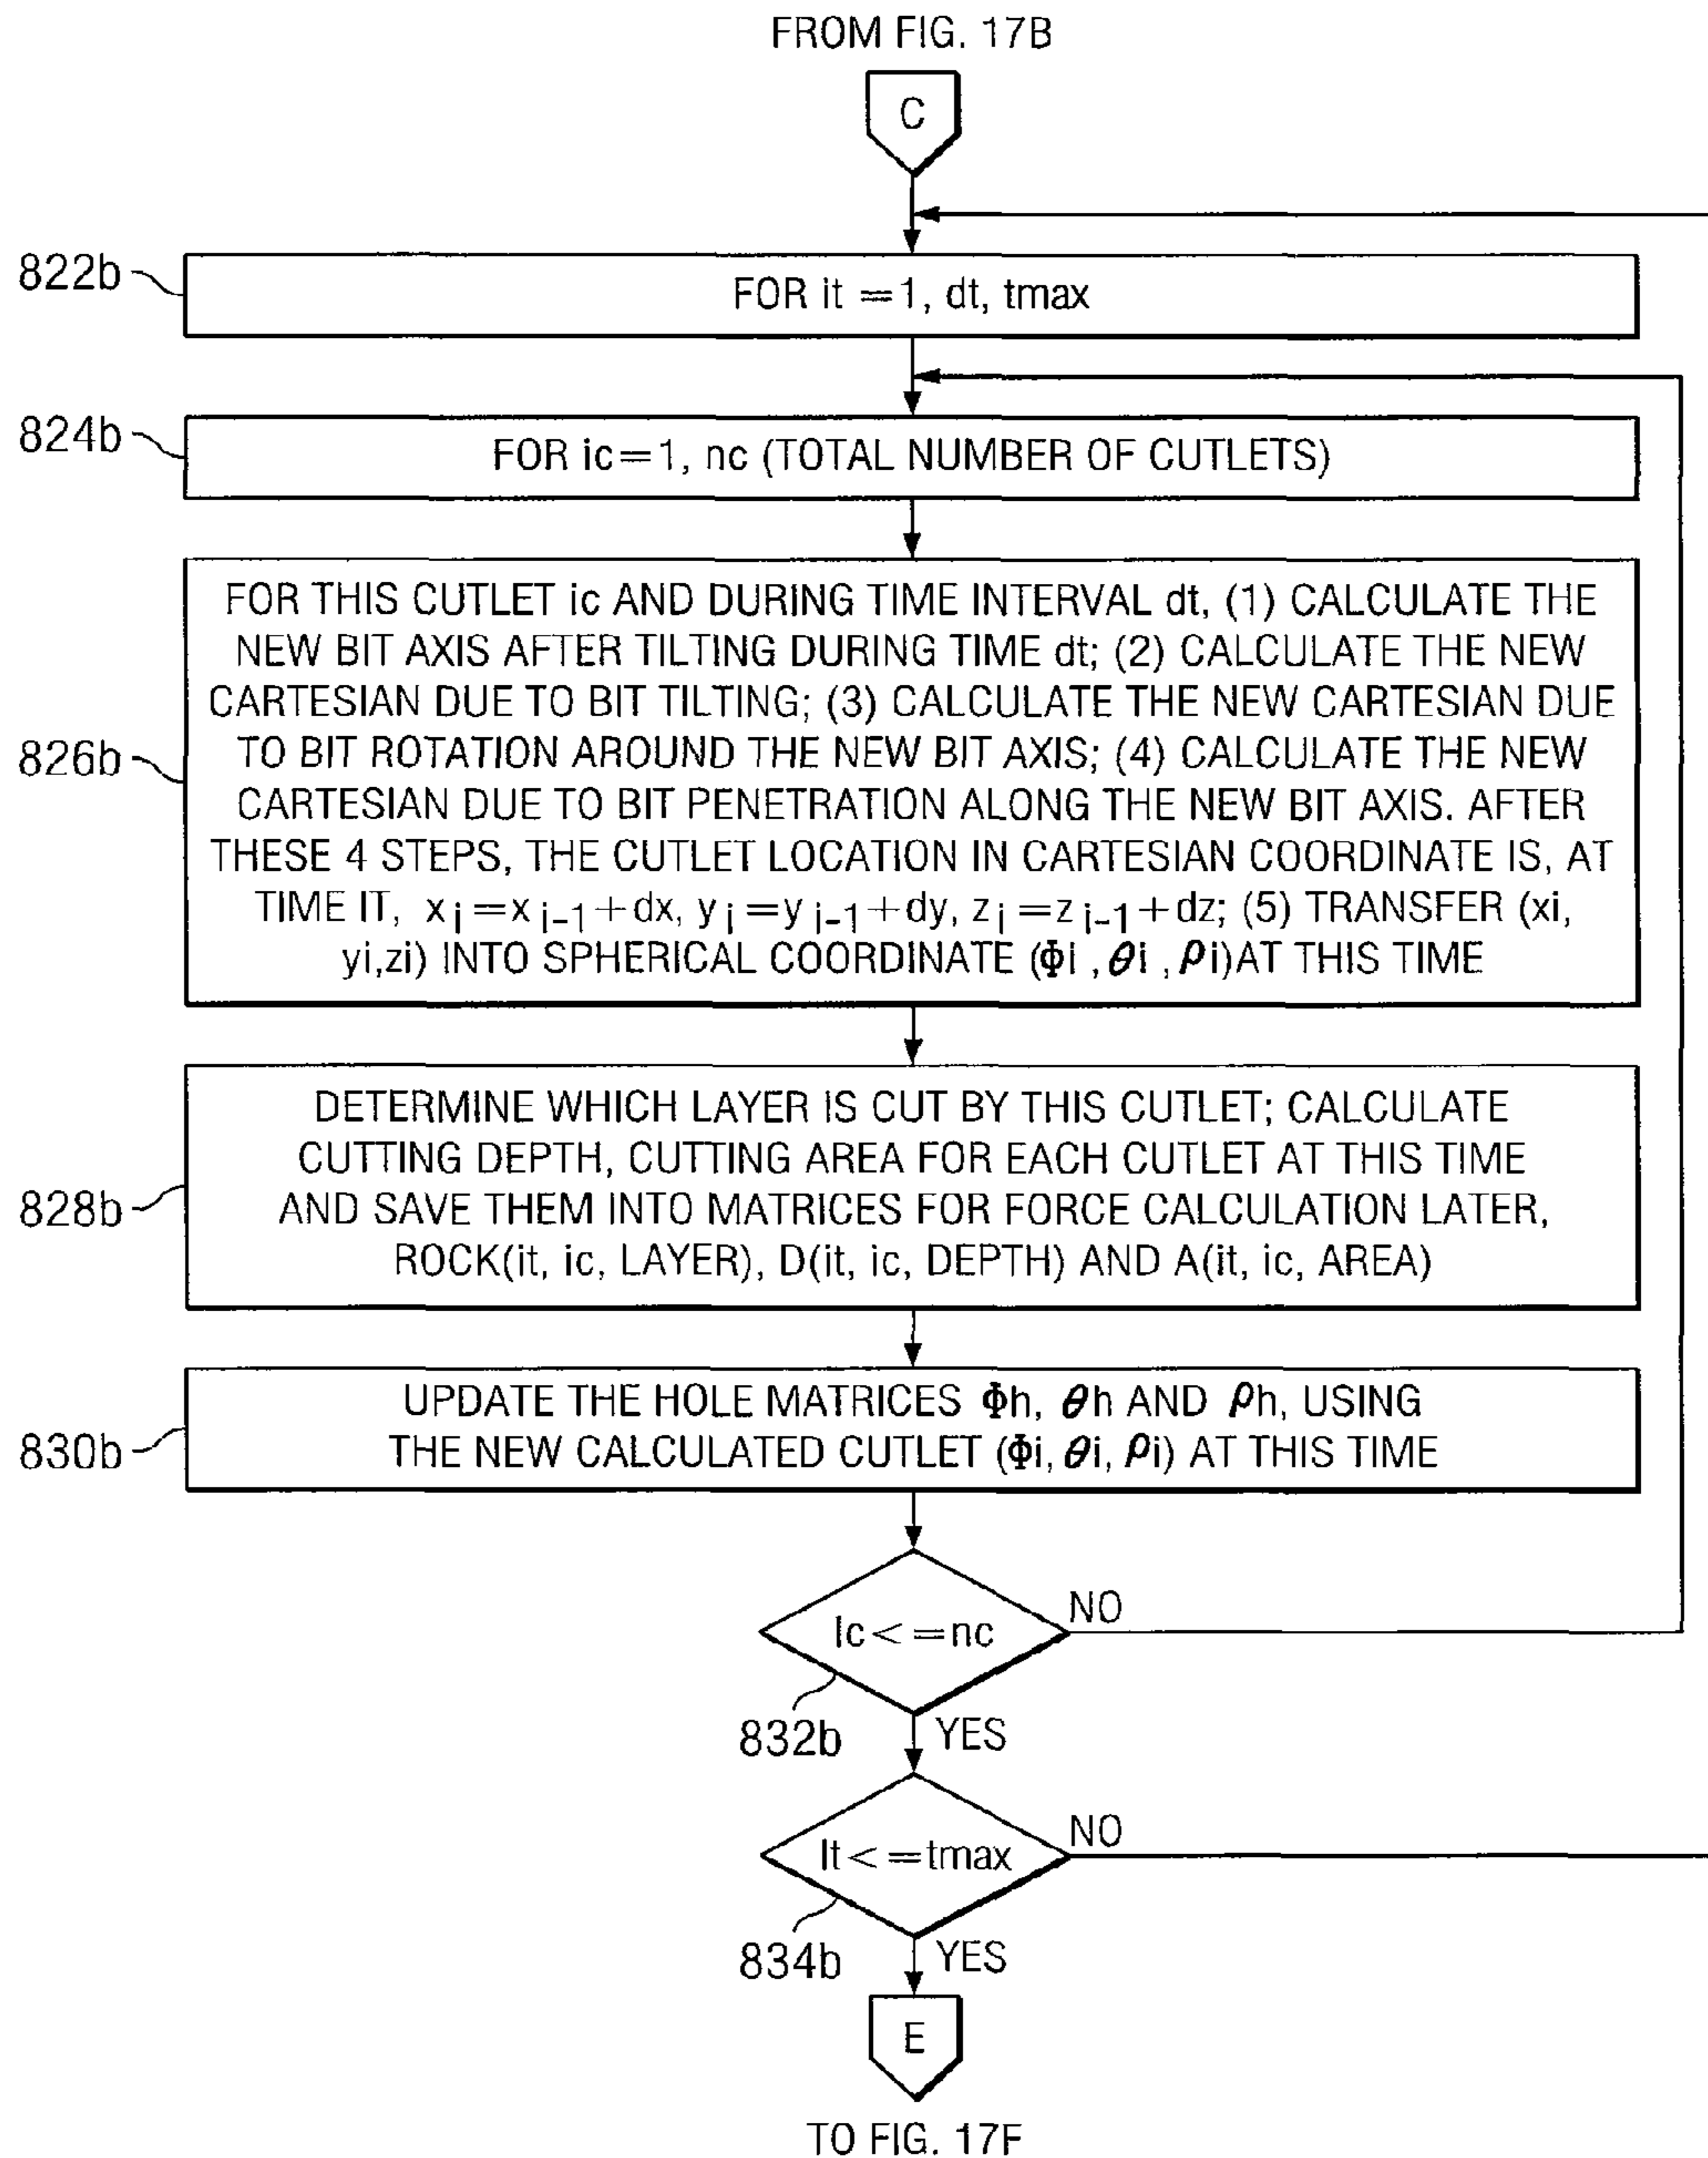 FROM FIG. 17B
C
822b
FOR it =1, dt, tmax
824b
FOR ic=1, nc (TOTAL NUMBER OF CUTLETS)
826b
FOR THIS CUTLET ic AND DURING TIME INTERVAL dt, (1) CALCULATE THE
NEW BIT AXIS AFTER TILTING DURING TIME dt; (2) CALCULATE THE NEW
CARTESIAN DUE TO BIT TILTING; (3) CALCULATE THE NEW CARTESIAN DUE
TO BIT ROTATION AROUND THE NEW BIT AXIS; (4) CALCULATE THE NEW
CARTESIAN DUE TO BIT PENETRATION ALONG THE NEW BIT AXIS. AFTER
THESE 4 STEPS, THE CUTLET LOCATION IN CARTESIAN COORDINATE IS, AT
TIME IT, x i =x i-1 +dx, y i =y i-1 +dy, z i =z i-1 +dz; (5) TRANSFER (xi,
yi,zi) INTO SPHERICAL COORDINATE (Φi ,θi ,ρi)AT THIS TIME
828b
DETERMINE WHICH LAYER IS CUT BY THIS CUTLET; CALCULATE
CUTTING DEPTH, CUTTING AREA FOR EACH CUTLET AT THIS TIME
AND SAVE THEM INTO MATRICES FOR FORCE CALCULATION LATER,
ROCK(it, ic, LAYER), D(it, ic, DEPTH) AND A(it, ic, AREA)
830b
UPDATE THE HOLE MATRICES Φh, θh AND ρh, USING
THE NEW CALCULATED CUTLET (Φi, θi, ρi) AT THIS TIME
Ic< =nc
NO
832b
YES
It< =tmax
NO
834b
YES
E
TO FIG. 17F